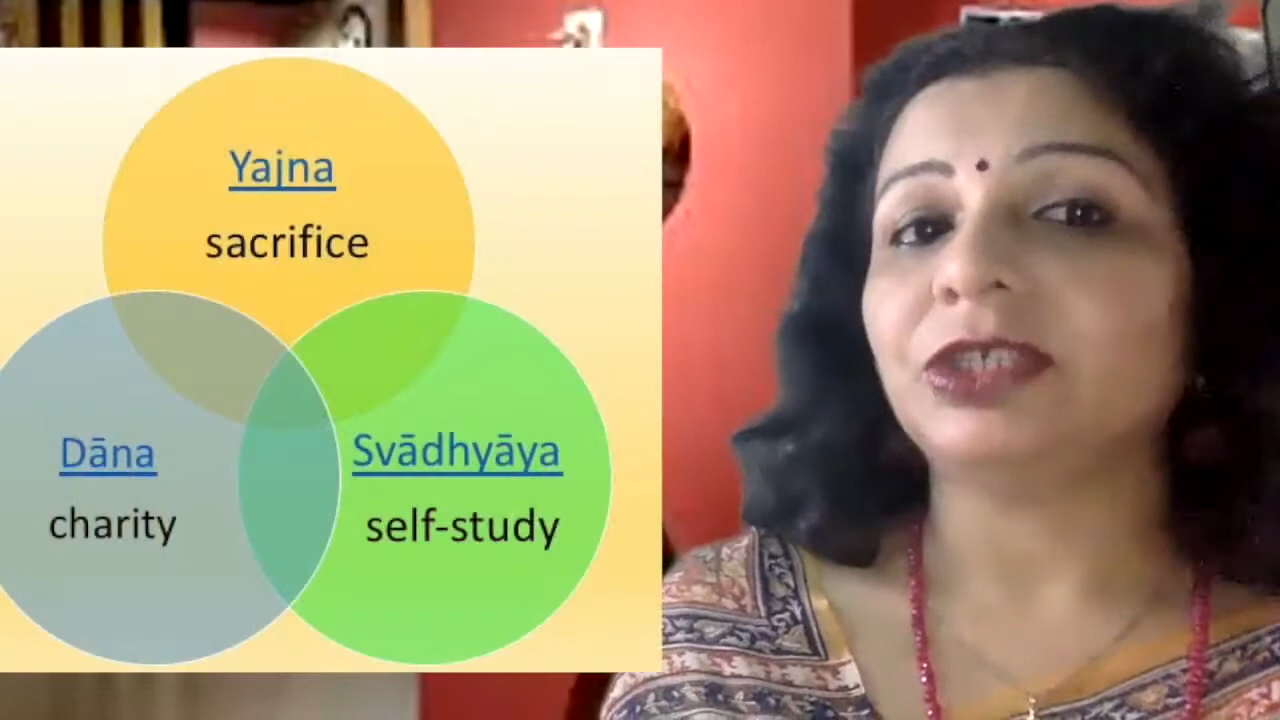 Yajna
sacrifice
Dāna
charity
Svādhyāya
self-study